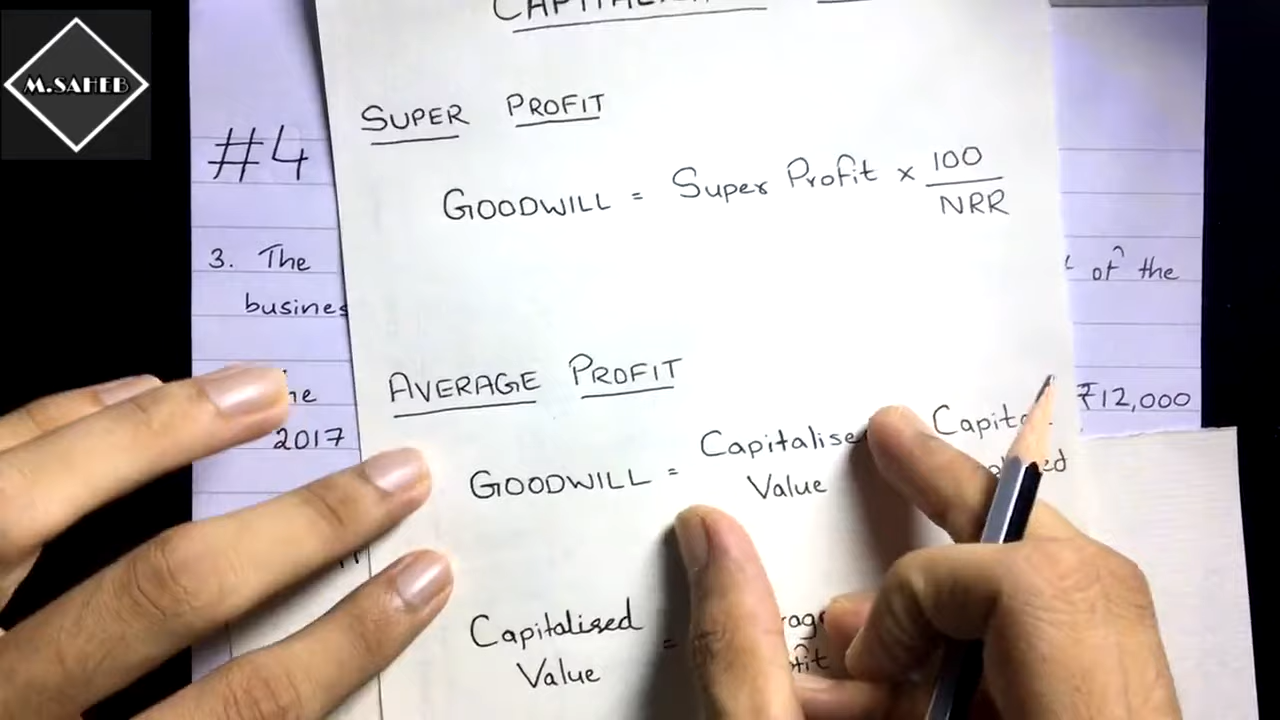 M.SAHEB
SUPER PROFIT
#4
GOODWILL = Super Profit × 100
NRR
3. The
of the
busines
AVERAGE PROFIT
₹12,000
2017
GOODWILL = Capitalise
Value
Capitalised
Value =